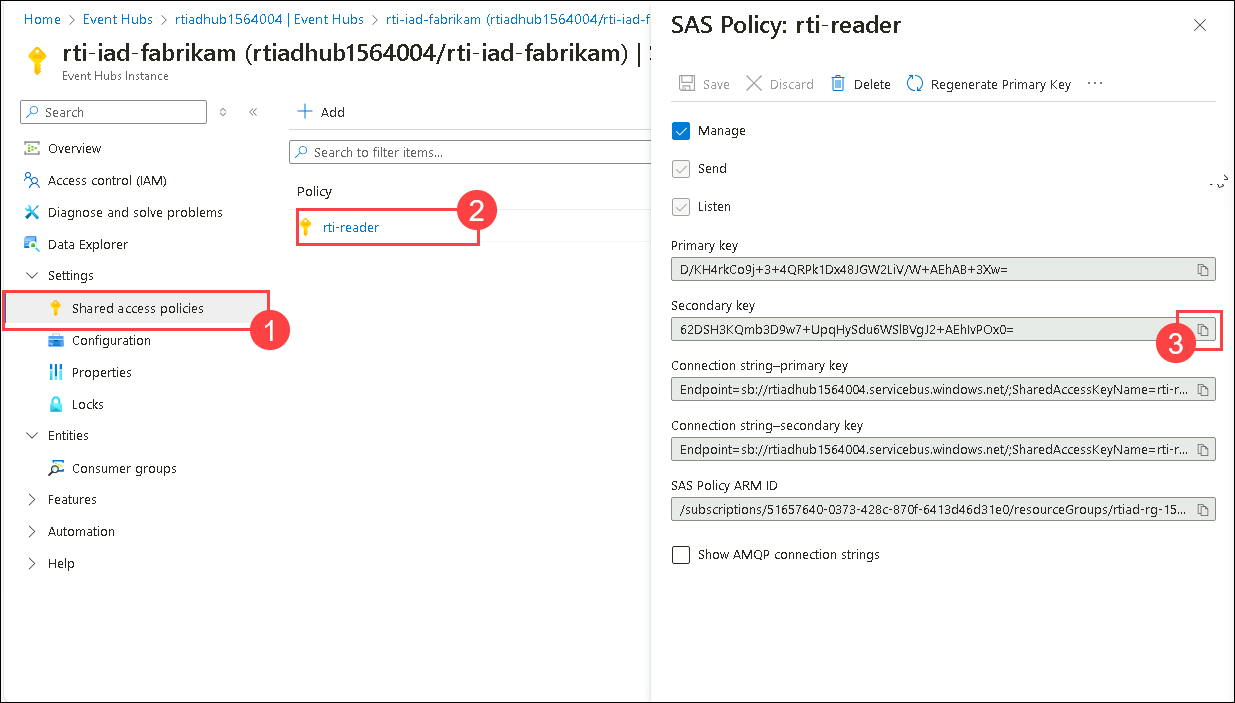 Home > Event Hubs > rtiadhub1564004 | Event Hubs > rti-iad-fabrikam (rtiadhub1564004/rti-iad-f
rti-iad-fabrikam (rtiadhub1564004/rti-iad-fabrikam) |
Event Hubs Instance
Search
Overview
Access control (IAM)
Diagnose and solve problems
Data Explorer
Settings
Shared access policies
1
Configuration
Properties
Locks
Entities
Consumer groups
Features
Automation
Help
Add
Search to filter items...
Policy
rti-reader
2
SAS Policy: rti-reader
Save
Discard
Delete
Regenerate Primary Key
...
Manage
Send
Listen
Primary key
D/KH4rkCo9j+3+4QRPk1Dx48JGW2LiV/W+AEhAB+3Xw=
Secondary key
62DSH3KQmb3D9w7+UpqHySdu6WSlBVgJ2+AEhIvPOx0=
3
Connection string–primary key
Endpoint=sb://rtiadhub1564004.servicebus.windows.net/;SharedAccessKeyName=rti-r...
Connection string–secondary key
Endpoint=sb://rtiadhub1564004.servicebus.windows.net/;SharedAccessKeyName=rti-r...
SAS Policy ARM ID
/subscriptions/51657640-0373-428c-870f-6413d46d31e0/resourceGroups/rtiad-rg-15...
Show AMQP connection strings